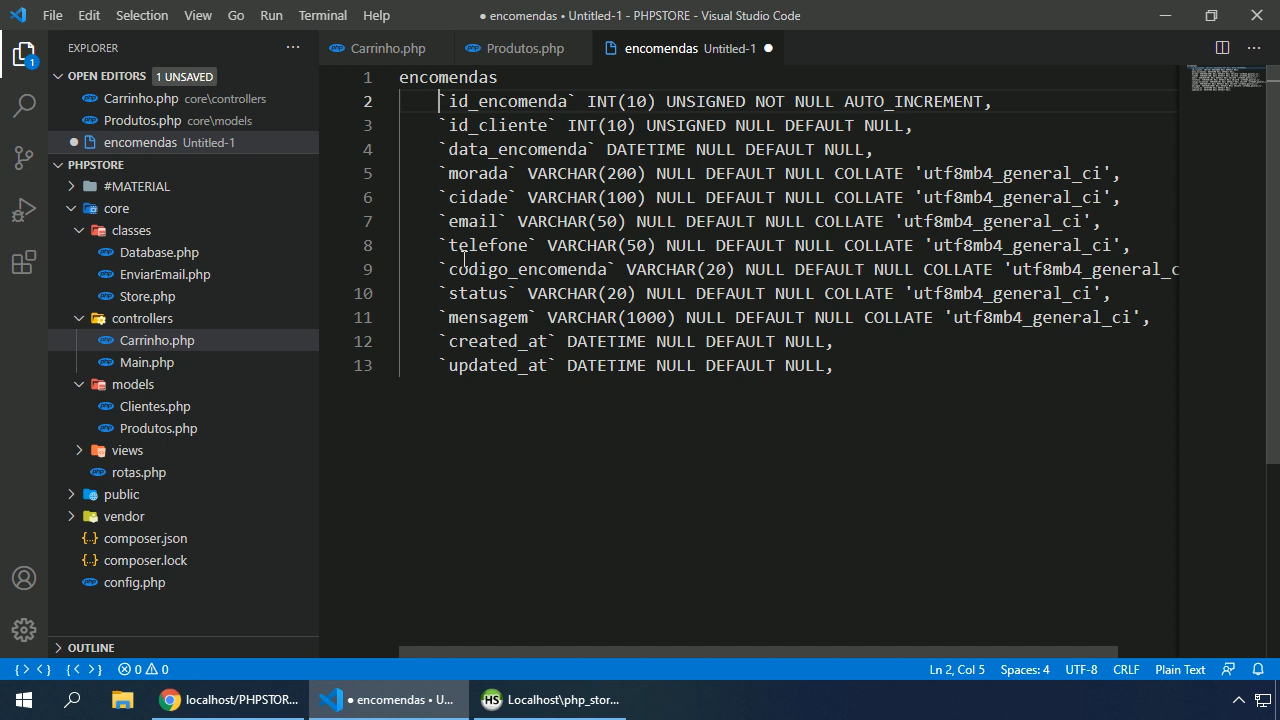 File Edit Selection View Go Run Terminal Help
● encomendas • Untitled-1 - PHPSTORE - Visual Studio Code
EXPLORER
OPEN EDITORS 1 UNSAVED
Carrinho.php core\controllers
Produtos.php core\models
encomendas Untitled-1
PHPSTORE
#MATERIAL
core
classes
Database.php
EnviarEmail.php
Store.php
controllers
Carrinho.php
Main.php
models
Clientes.php
Produtos.php
views
rotas.php
public
vendor
composer.json
composer.lock
config.php
OUTLINE
Carrinho.php Produtos.php encomendas Untitled-1
1 encomendas
2 `id_encomenda` INT(10) UNSIGNED NOT NULL AUTO_INCREMENT,
3 `id_cliente` INT(10) UNSIGNED NULL DEFAULT NULL,
4 `data_encomenda` DATETIME NULL DEFAULT NULL,
5 `morada` VARCHAR(200) NULL DEFAULT NULL COLLATE 'utf8mb4_general_ci',
6 `cidade` VARCHAR(100) NULL DEFAULT NULL COLLATE 'utf8mb4_general_ci',
7 `email` VARCHAR(50) NULL DEFAULT NULL COLLATE 'utf8mb4_general_ci',
8 `telefone` VARCHAR(50) NULL DEFAULT NULL COLLATE 'utf8mb4_general_ci',
9 `codigo_encomenda` VARCHAR(20) NULL DEFAULT NULL COLLATE 'utf8mb4_general_c
10 `status` VARCHAR(20) NULL DEFAULT NULL COLLATE 'utf8mb4_general_ci',
11 `mensagem` VARCHAR(1000) NULL DEFAULT NULL COLLATE 'utf8mb4_general_ci',
12 `created_at` DATETIME NULL DEFAULT NULL,
13 `updated_at` DATETIME NULL DEFAULT NULL,
0 0
Ln 2, Col 5 Spaces: 4 UTF-8 CRLF Plain Text
localhost/PHPSTOR... ● encomendas • U... HS Localhost\php_stor...